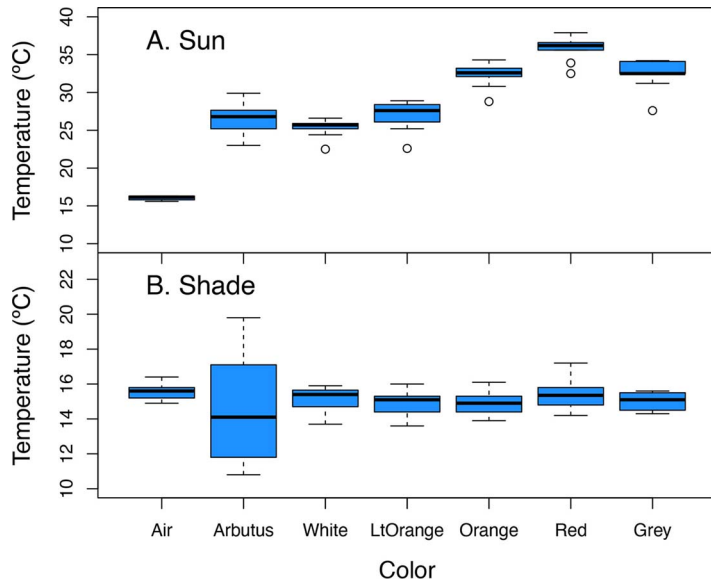 A. Sun
Temperature (ºC)
40
35
30
25
20
15
10
B. Shade
Temperature (ºC)
22
20
18
16
14
12
10
Air Arbutus White LtOrange Orange Red Grey
Color